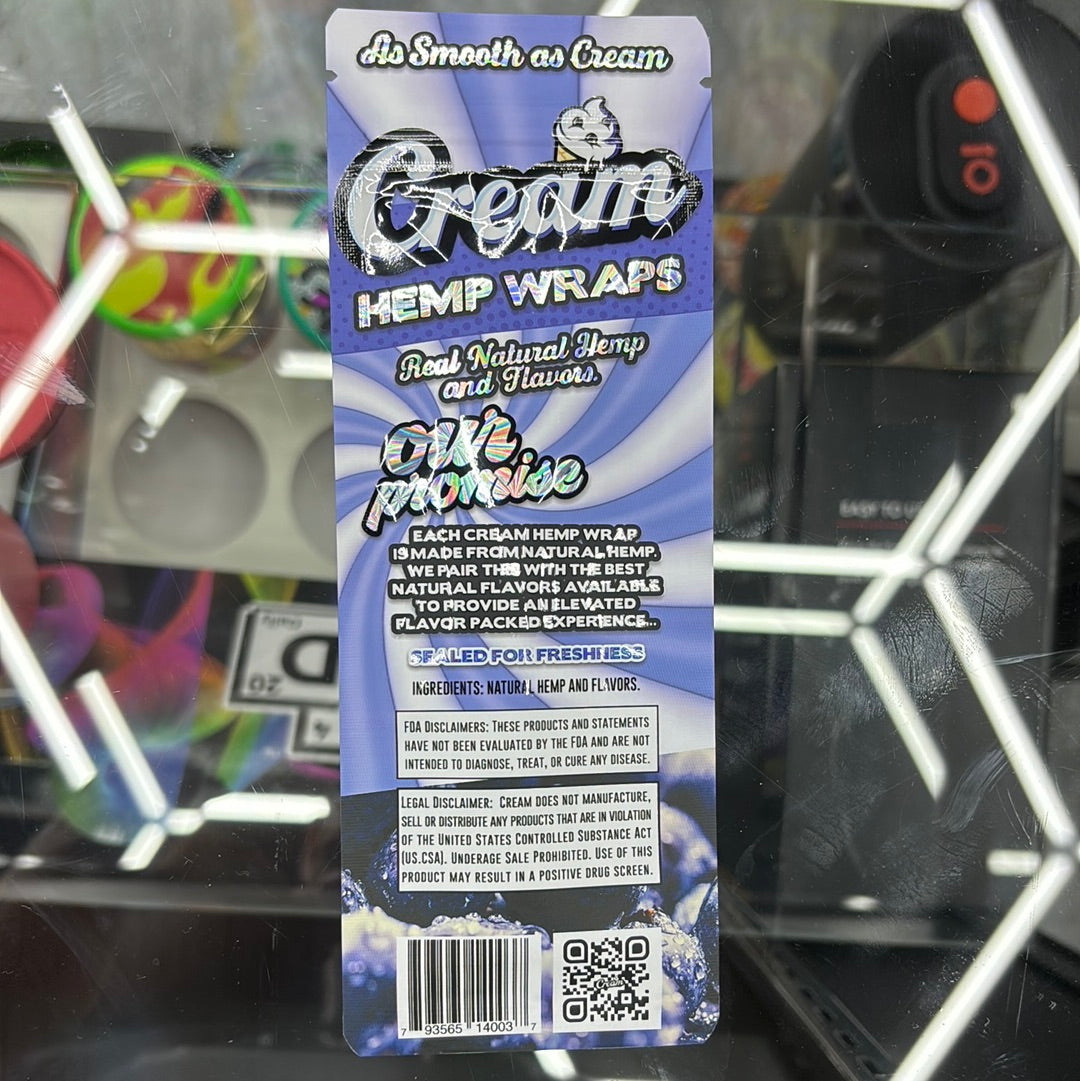 As Smooth as Cream
Cream
HEMP WRAPS
Real Natural Hemp
and Flavors.
our
promise
EACH CREAM HEMP WRAP
IS MADE FROM NATURAL HEMP.
WE PAIR THIS WITH THE BEST
NATURAL FLAVORS AVAILABLE
TO PROVIDE AN ELEVATED
FLAVOR PACKED EXPERIENCE...
SEALED FOR FRESHNESS
INGREDIENTS: NATURAL HEMP AND FLAVORS.
FDA DISCLAIMERS: THESE PRODUCTS AND STATEMENTS
HAVE NOT BEEN EVALUATED BY THE FDA AND ARE NOT
INTENDED TO DIAGNOSE, TREAT, OR CURE ANY DISEASE.
LEGAL DISCLAIMER: CREAM DOES NOT MANUFACTURE,
SELL OR DISTRIBUTE ANY PRODUCTS THAT ARE IN VIOLATION
OF THE UNITED STATES CONTROLLED SUBSTANCE ACT
(US.CSA). UNDERAGE SALE PROHIBITED. USE OF THIS
PRODUCT MAY RESULT IN A POSITIVE DRUG SCREEN.
7 93565 14003 7
Cream
10
EASY TO
20